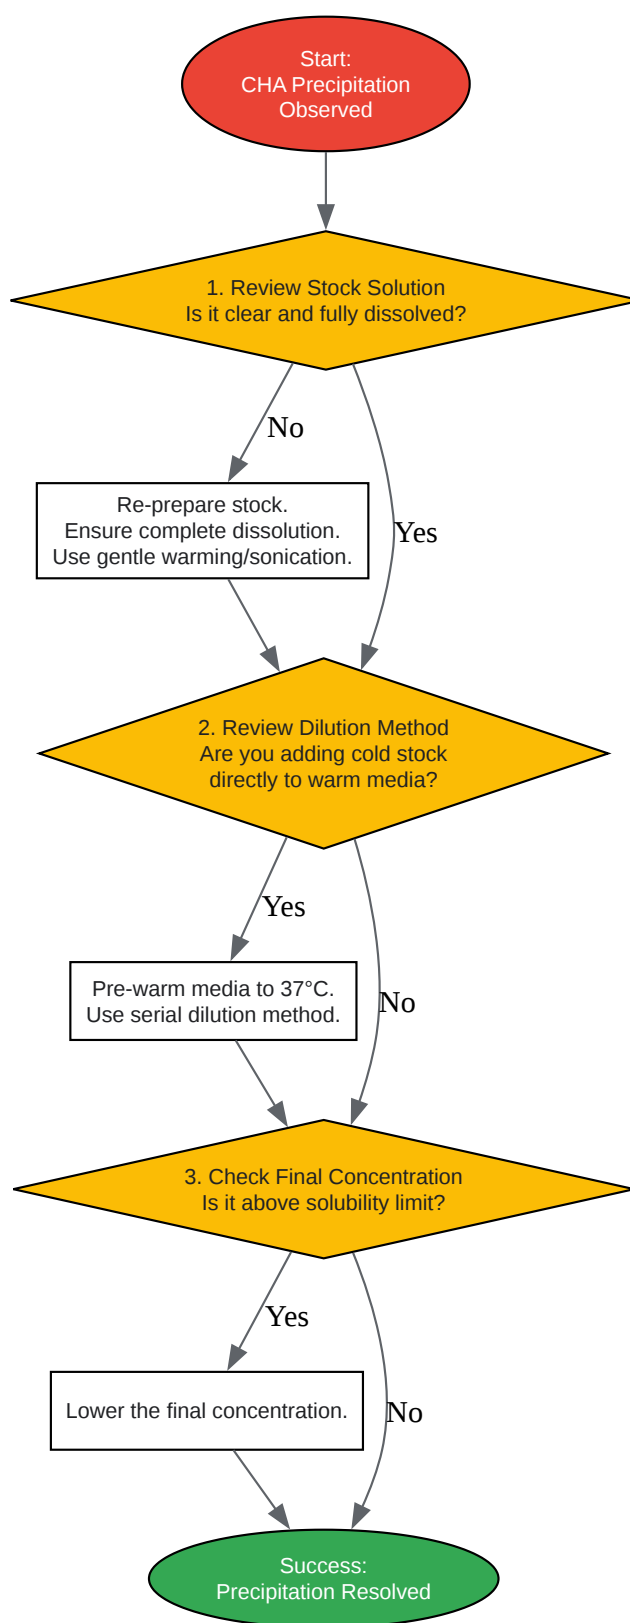 Start:
CHA Precipitation
Observed
1. Review Stock Solution
Is it clear and fully dissolved?
No
Re-prepare stock.
Ensure complete dissolution.
Use gentle warming/sonication.
Yes
2. Review Dilution Method
Are you adding cold stock
directly to warm media?
Yes
Pre-warm media to 37°C.
Use serial dilution method.
No
3. Check Final Concentration
Is it above solubility limit?
Yes
Lower the final concentration.
No
Success:
Precipitation Resolved